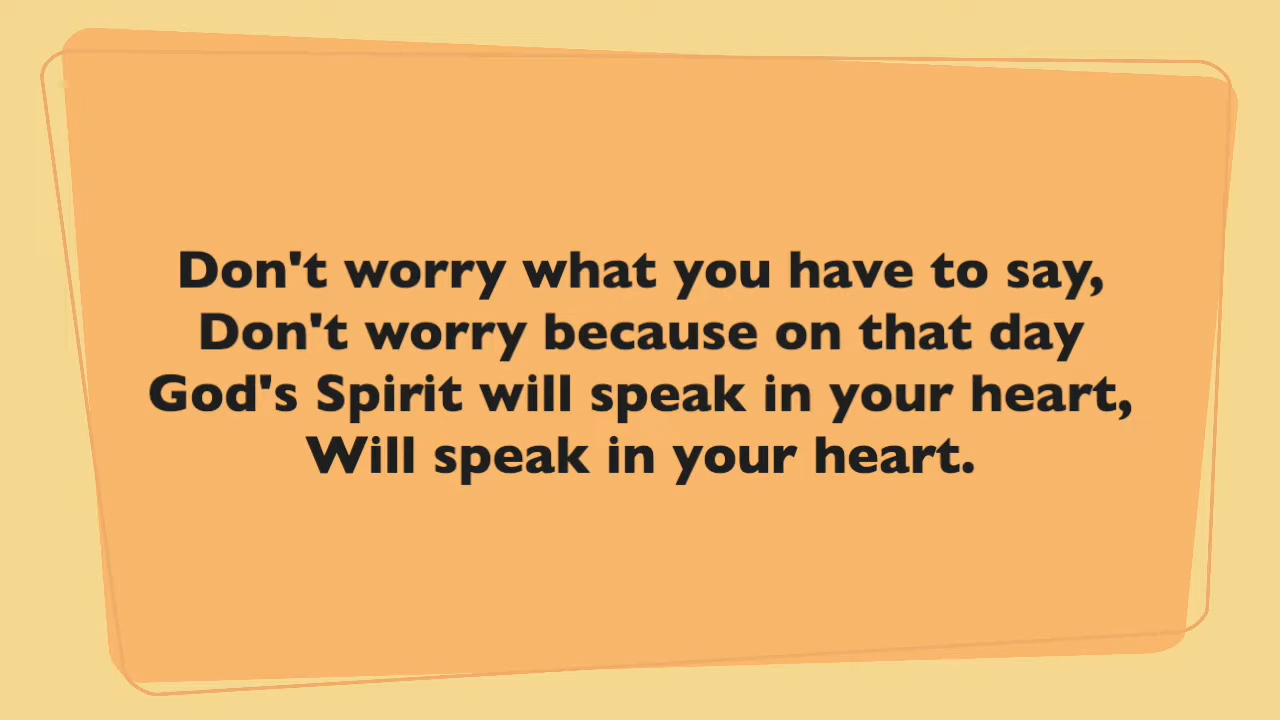 Don't worry what you have to say,
Don't worry because on that day
God's Spirit will speak in your heart,
Will speak in your heart.